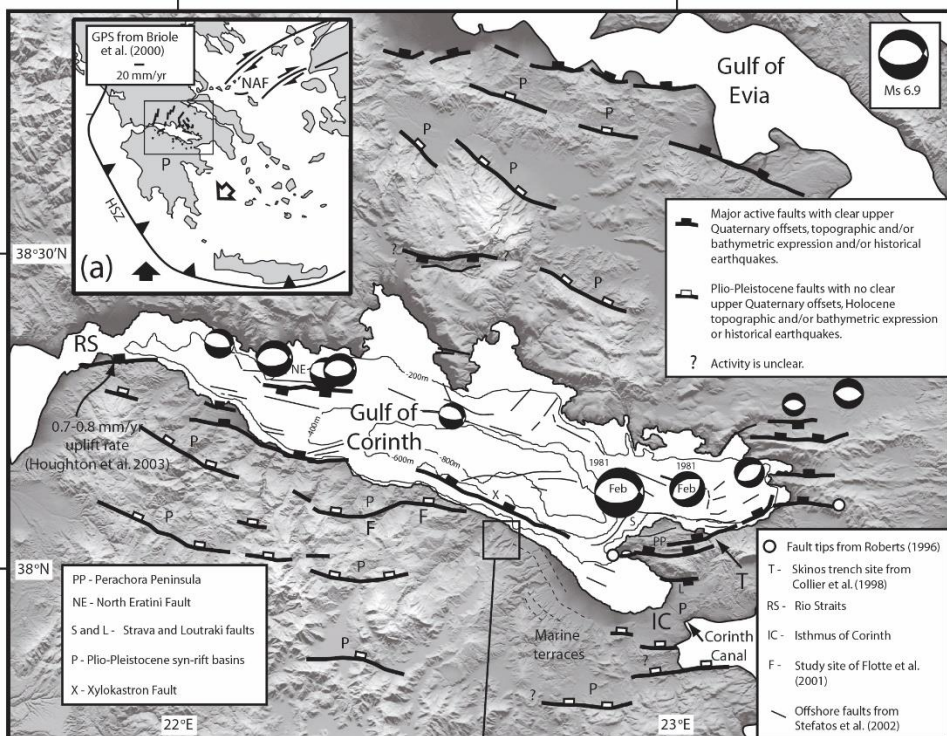 GPS from Briole
et al. (2000)
20 mm/yr
NAF
P
HSZ
(a)
Gulf of
Evia
Ms 6.9
P
P
P
P
Major active faults with clear upper
Quaternary offsets, topographic and/or
bathymetric expression and/or historical
earthquakes.
Plio-Pleistocene faults with no clear
upper Quaternary offsets, Holocene
topographic and/or bathymetric expression
or historical earthquakes.
? Activity is unclear.
38°30'N
?
?
P
RS
NE
-200m
0.7-0.8 mm/yr
uplift rate
(Houghton et al. 2003)
P
P
-400m
Gulf of
Corinth
-600m
-800m
1981
1981
Feb
Feb
X
S
P
F
F
P
PP
T
38°N
L
P
IC
Corinth
Canal
Marine
terraces
P
P
?
?
P
PP - Perachora Peninsula
NE - North Eratini Fault
S and L - Strava and Loutraki faults
P - Plio-Pleistocene syn-rift basins
X - Xylokastron Fault
Fault tips from Roberts (1996)
T - Skinos trench site from
Collier et al. (1998)
RS - Rio Straits
IC - Isthmus of Corinth
F - Study site of Flotte et al.
(2001)
Offshore faults from
Stefatos et al. (2002)
22°E
23°E